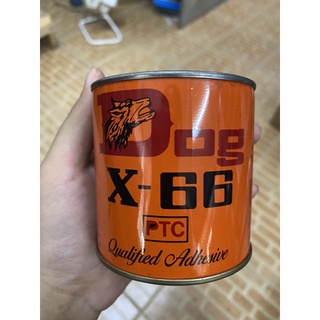 Dog
X-66
PTC
Qualified Adhesive